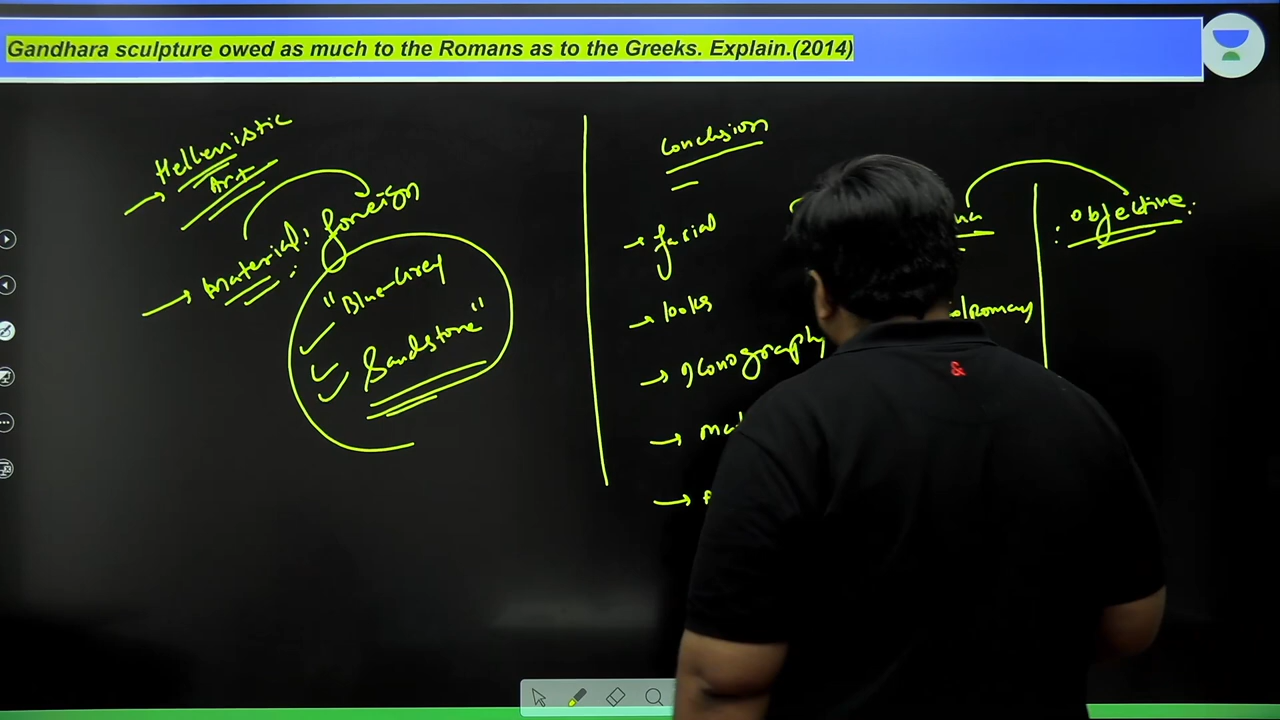 Gandhara sculpture owed as much to the Romans as to the Greeks. Explain.(2014)
→ Hellenistic
Art
→ material: foreign
"Blue-Grey
Sandstone"
Conclusion
→ fasial
→ looks
→ Iconography
→
→
: objective:
&